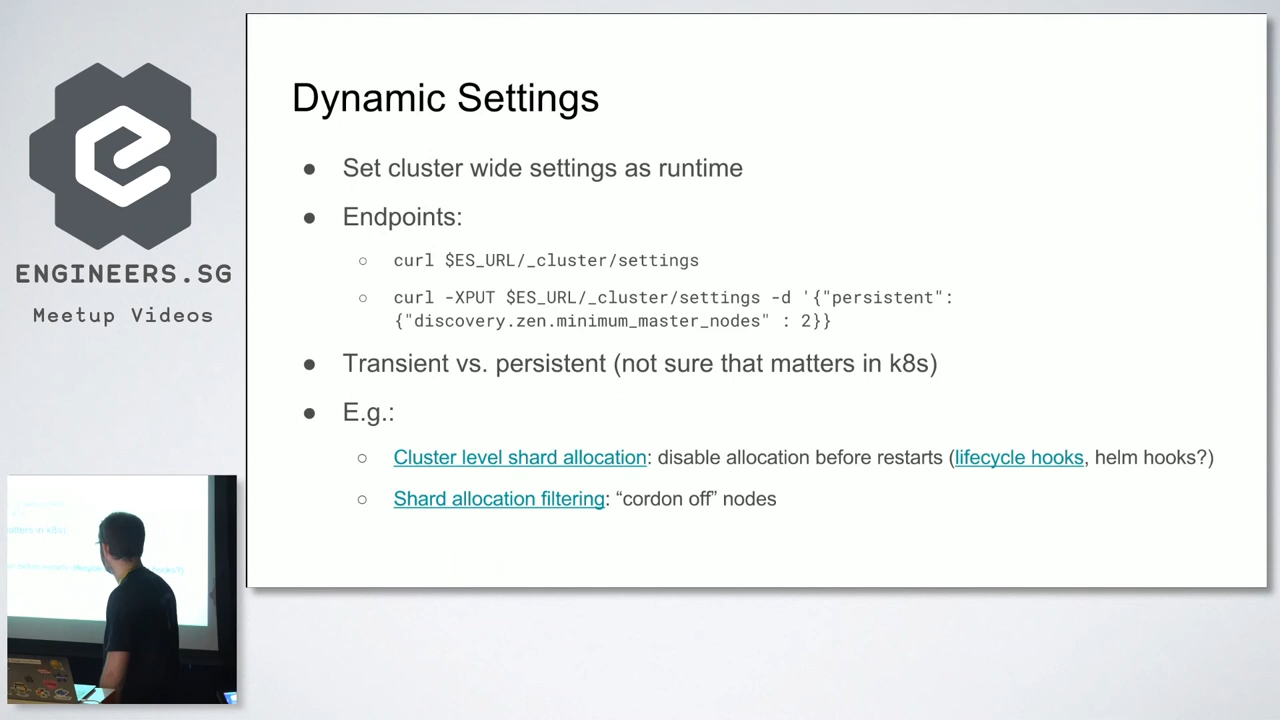 ENGINEERS.SG
Meetup Videos
Dynamic Settings
● Set cluster wide settings as runtime
● Endpoints:
○ curl $ES_URL/_cluster/settings
○ curl -XPUT $ES_URL/_cluster/settings -d '{"persistent":
{"discovery.zen.minimum_master_nodes" : 2}}
● Transient vs. persistent (not sure that matters in k8s)
● E.g.:
○ Cluster level shard allocation: disable allocation before restarts (lifecycle hooks, helm hooks?)
○ Shard allocation filtering: “cordon off” nodes